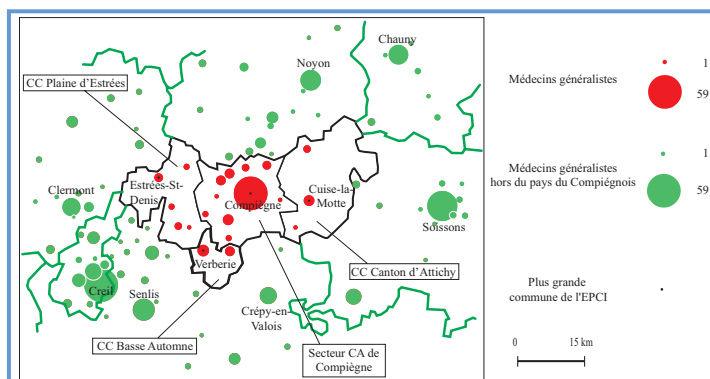 Chauny
Noyon
CC Plaine d'Estrées
Estrées-St-
Denis
Clermont
Compiègne
Cuise-la-
Motte
Soissons
Verberie
CC Canton d'Attichy
Creil
Senlis
Crépy-en-
Valois
CC Basse Automne
Secteur CA de
Compiègne
Médecins généralistes
1
59
Médecins généralistes
hors du pays du Compiégnois
1
59
Plus grande
commune de l'EPCI
0
15 km